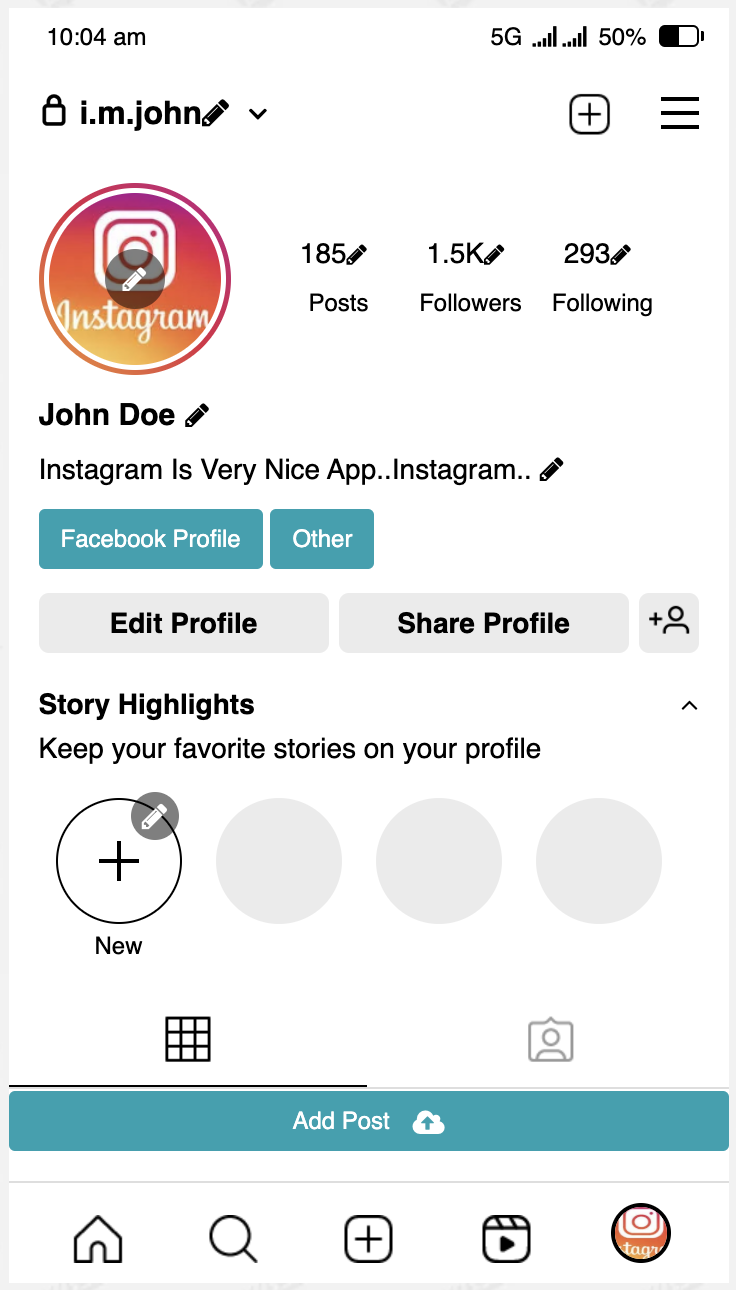 10:04 am 5G 50%
i.m.john
Instagram
185 1.5K 293
Posts Followers Following
John Doe
Instagram Is Very Nice App..Instagram..
Facebook Profile Other
Edit Profile Share Profile
Story Highlights
Keep your favorite stories on your profile
New
Add Post
tagr